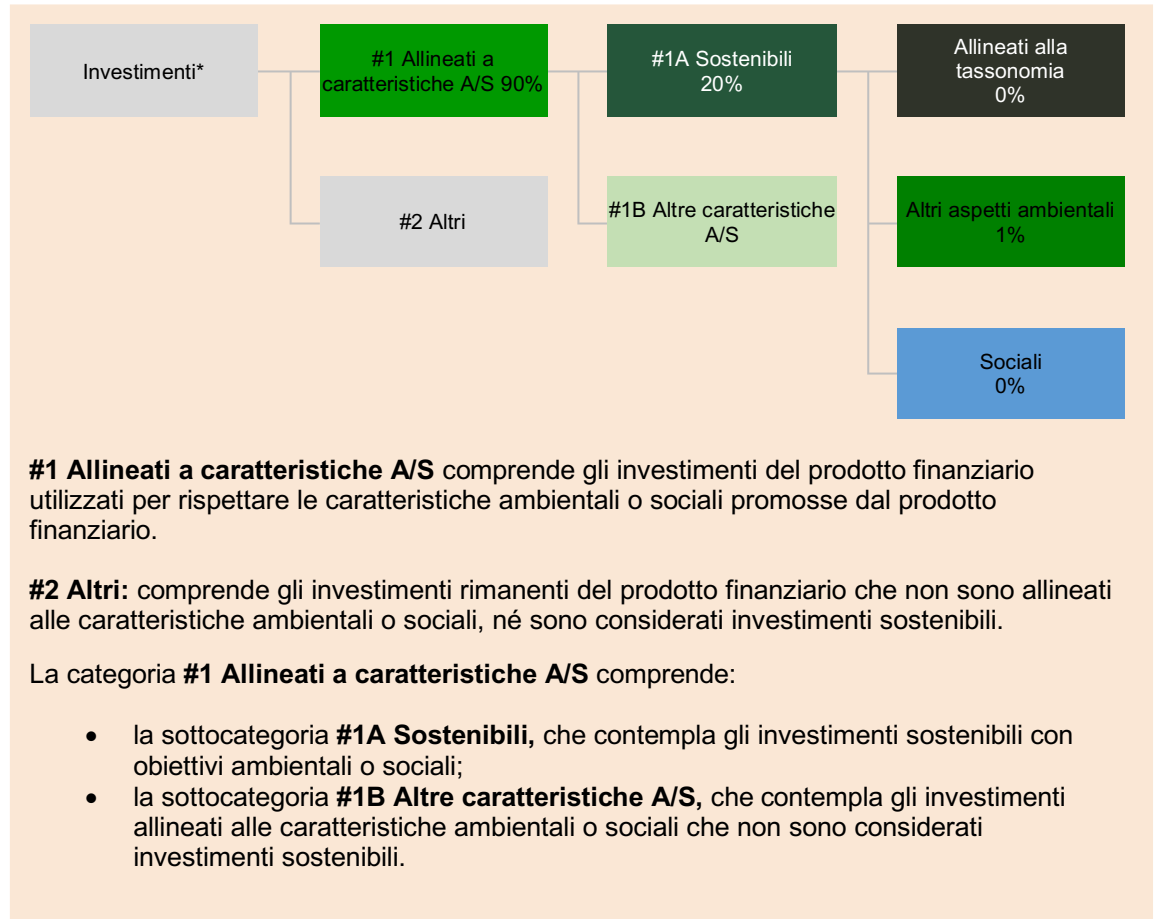 Investimenti*
#1 Allineati a
caratteristiche A/S 90%
#1A Sostenibili
20%
Allineati alla
tassonomia
0%
#2 Altri
#1B Altre caratteristiche
A/S
Altri aspetti ambientali
1%
Sociali
0%
#1 Allineati a caratteristiche A/S comprende gli investimenti del prodotto finanziario
utilizzati per rispettare le caratteristiche ambientali o sociali promosse dal prodotto
finanziario.
#2 Altri: comprende gli investimenti rimanenti del prodotto finanziario che non sono allineati
alle caratteristiche ambientali o sociali, né sono considerati investimenti sostenibili.
La categoria #1 Allineati a caratteristiche A/S comprende:
• la sottocategoria #1A Sostenibili, che contempla gli investimenti sostenibili con
obiettivi ambientali o sociali;
• la sottocategoria #1B Altre caratteristiche A/S, che contempla gli investimenti
allineati alle caratteristiche ambientali o sociali che non sono considerati
investimenti sostenibili.